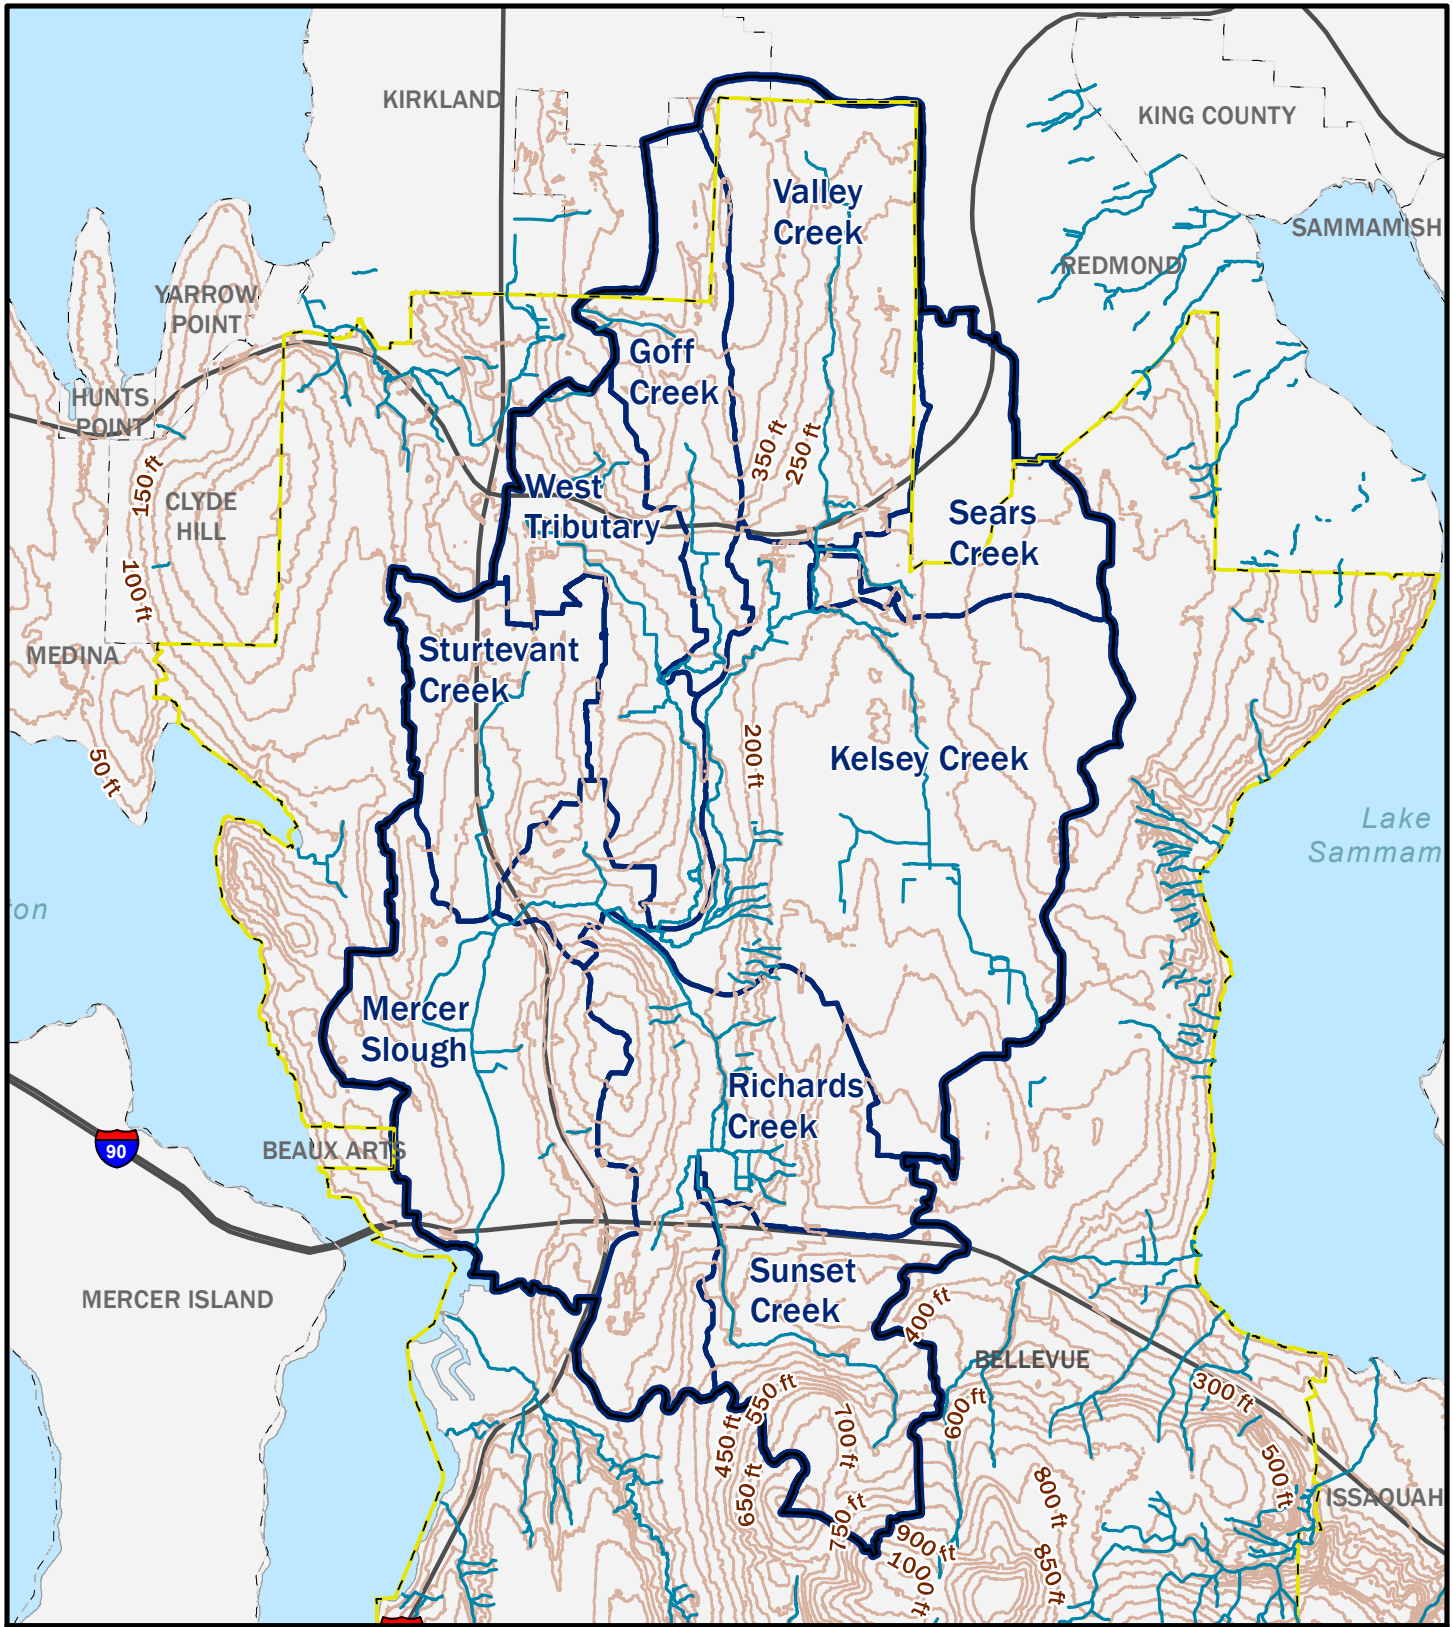 KIRKLAND
KING COUNTY
Valley
Creek
SAMMAMISH
REDMOND
YARROW
POINT
Goff
Creek
HUNTS
POINT
350 ft
250 ft
150 ft
CLYDE
HILL
West
Tributary
Sears
Creek
100 ft
MEDINA
Sturtevant
Creek
50 ft
200 ft
Kelsey Creek
Lake
Sammam
ton
Mercer
Slough
Richards
Creek
90
BEAUX ARTS
MERCER ISLAND
Sunset
Creek
400 ft
BELLEVUE
300 ft
550 ft
600 ft
450 ft
700 ft
650 ft
500 ft
800 ft
ISSAQUAH
750 ft
900 ft
1000 ft
850 ft